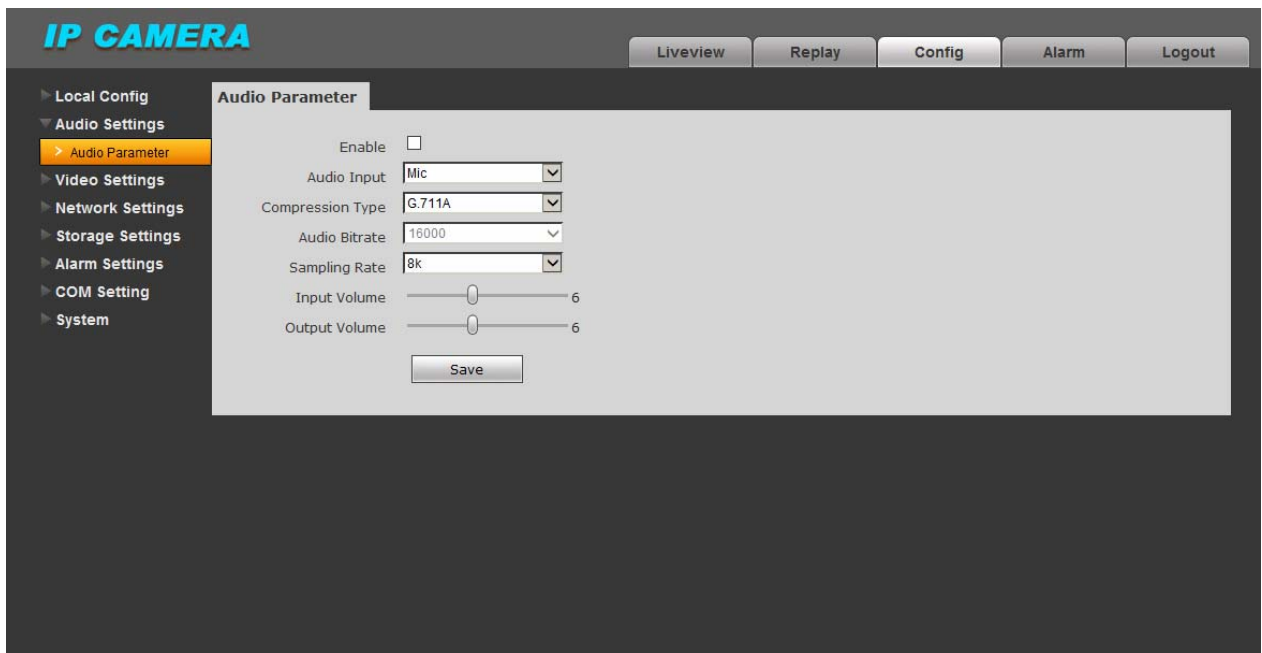 IP CAMERA
Liveview Replay Config Alarm Logout
Local Config
Audio Settings
> Audio Parameter
Video Settings
Network Settings
Storage Settings
Alarm Settings
COM Setting
System
Audio Parameter
Enable
Audio Input Mic
Compression Type G.711A
Audio Bitrate 16000
Sampling Rate 8k
Input Volume 6
Output Volume 6
Save